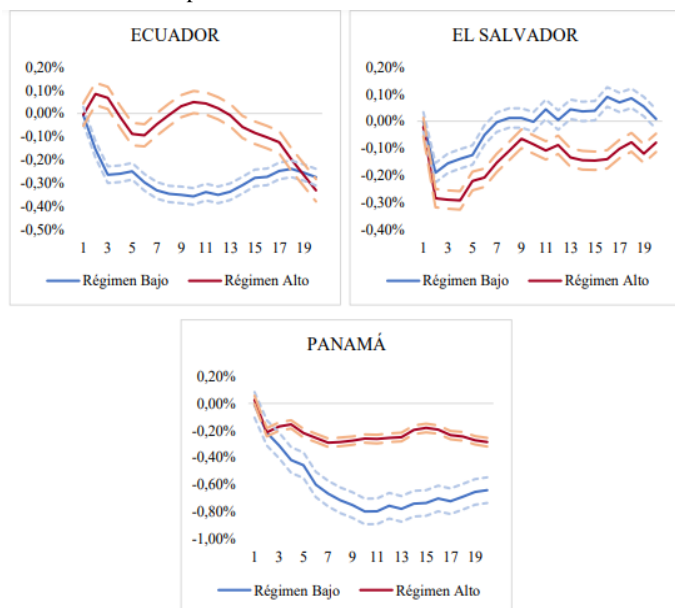 ECUADOR
0,20%
0,10%
0,00%
-0,10%
-0,20%
-0,30%
-0,40%
-0,50%
1 3 5 7 9 11 13 15 17 19
Régimen Bajo Régimen Alto
EL SALVADOR
0,20%
0,10%
0,00%
-0,10%
-0,20%
-0,30%
-0,40%
1 3 5 7 9 11 13 15 17 19
Régimen Bajo Régimen Alto
PANAMÁ
0,20%
0,00%
-0,20%
-0,40%
-0,60%
-0,80%
-1,00%
1 3 5 7 9 11 13 15 17 19
Régimen Bajo Régimen Alto